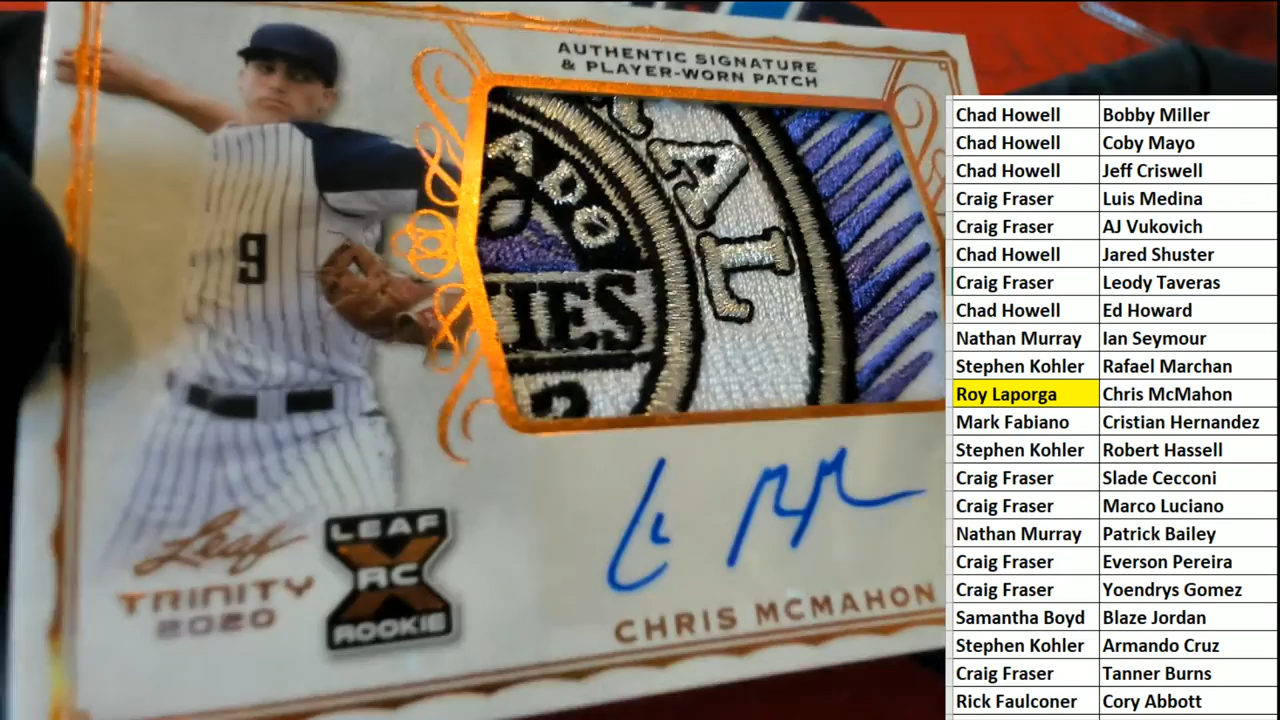 AUTHENTIC SIGNATURE
& PLAYER-WORN PATCH
ADO
AL
IES
9
Leaf
TRINITY
2020
LEAF
X
RC
ROOKIE
CHRIS MCMAHON
Chad Howell Bobby Miller
Chad Howell Coby Mayo
Chad Howell Jeff Criswell
Craig Fraser Luis Medina
Craig Fraser AJ Vukovich
Chad Howell Jared Shuster
Craig Fraser Leody Taveras
Chad Howell Ed Howard
Nathan Murray Ian Seymour
Stephen Kohler Rafael Marchan
Roy Laporga Chris McMahon
Mark Fabiano Cristian Hernandez
Stephen Kohler Robert Hassell
Craig Fraser Slade Cecconi
Craig Fraser Marco Luciano
Nathan Murray Patrick Bailey
Craig Fraser Everson Pereira
Craig Fraser Yoendrys Gomez
Samantha Boyd Blaze Jordan
Stephen Kohler Armando Cruz
Craig Fraser Tanner Burns
Rick Faulconer Cory Abbott